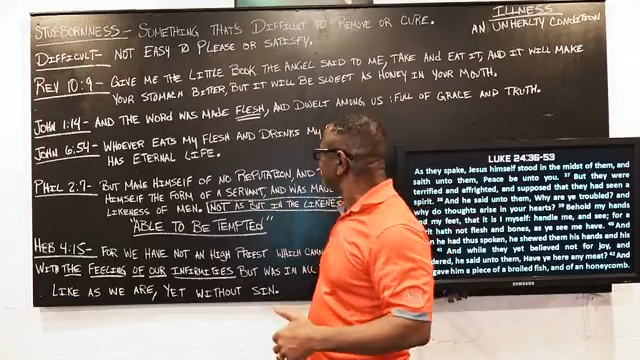 STUBBORNNESS- SOMETHING THAT'S DIFFICULT TO REMOVE OR CURE.
ILLNESS
AN UNHEALTY CONDITION
DIFFICULT- NOT EASY TO PLEASE OR SATISFY.
REV 10:9- GIVE ME THE LITTLE BOOK THE ANGEL SAID TO ME, TAKE AND EAT IT, AND IT WILL MAKE
YOUR STOMACH BITTER, BUT IT WILL BE SWEET AS HONEY IN YOUR MOUTH.
JOHN 1:14- AND THE WORD WAS MADE FLESH, AND DWELT AMONG US: FULL OF GRACE AND TRUTH.
JOHN 6:54- WHOEVER EATS MY FLESH AND DRINKS MY
HAS ETERNAL LIFE.
PHIL 2:7- BUT MADE HIMSELF OF NO REPUTATION, AND
HIMSELF THE FORM OF A SERVANT, AND WAS MADE
LIKENESS OF MEN. NOT AS BUT IN THE LIKENESS
"ABLE TO BE TEMPTED"
HEB 4:15- FOR WE HAVE NOT AN HIGH PRIEST WHICH
WITH THE FEELING OF OUR INFIRMITIES BUT WAS IN ALL
LIKE AS WE ARE, YET WITHOUT SIN.
LUKE 24:36-53
As they spake, Jesus himself stood in the midst of them, and
saith unto them, Peace be unto you. 37 But they were
terrified and affrighted, and supposed that they had seen a
spirit. 38 And he said unto them, Why are ye troubled? and
why do thoughts arise in your hearts? 39 Behold my hands
and my feet, that it is I myself: handle me, and see; for a
spirit hath not flesh and bones, as ye see me have. 40 And
he had thus spoken, he shewed them his hands and his
41 And while they yet believed not for joy, and
he said unto them, Have ye here any meat? 42 And
gave him a piece of a broiled fish, and of an honeycomb.
SAMSUNG